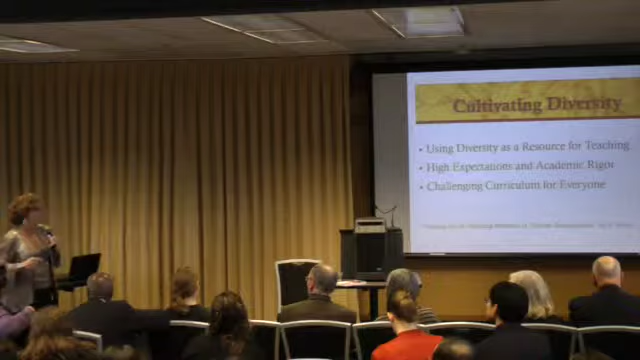 Cultivating Diversity
• Using Diversity as a Resource for Teaching
• High Expectations and Academic Rigor
• Challenging Curriculum for Everyone